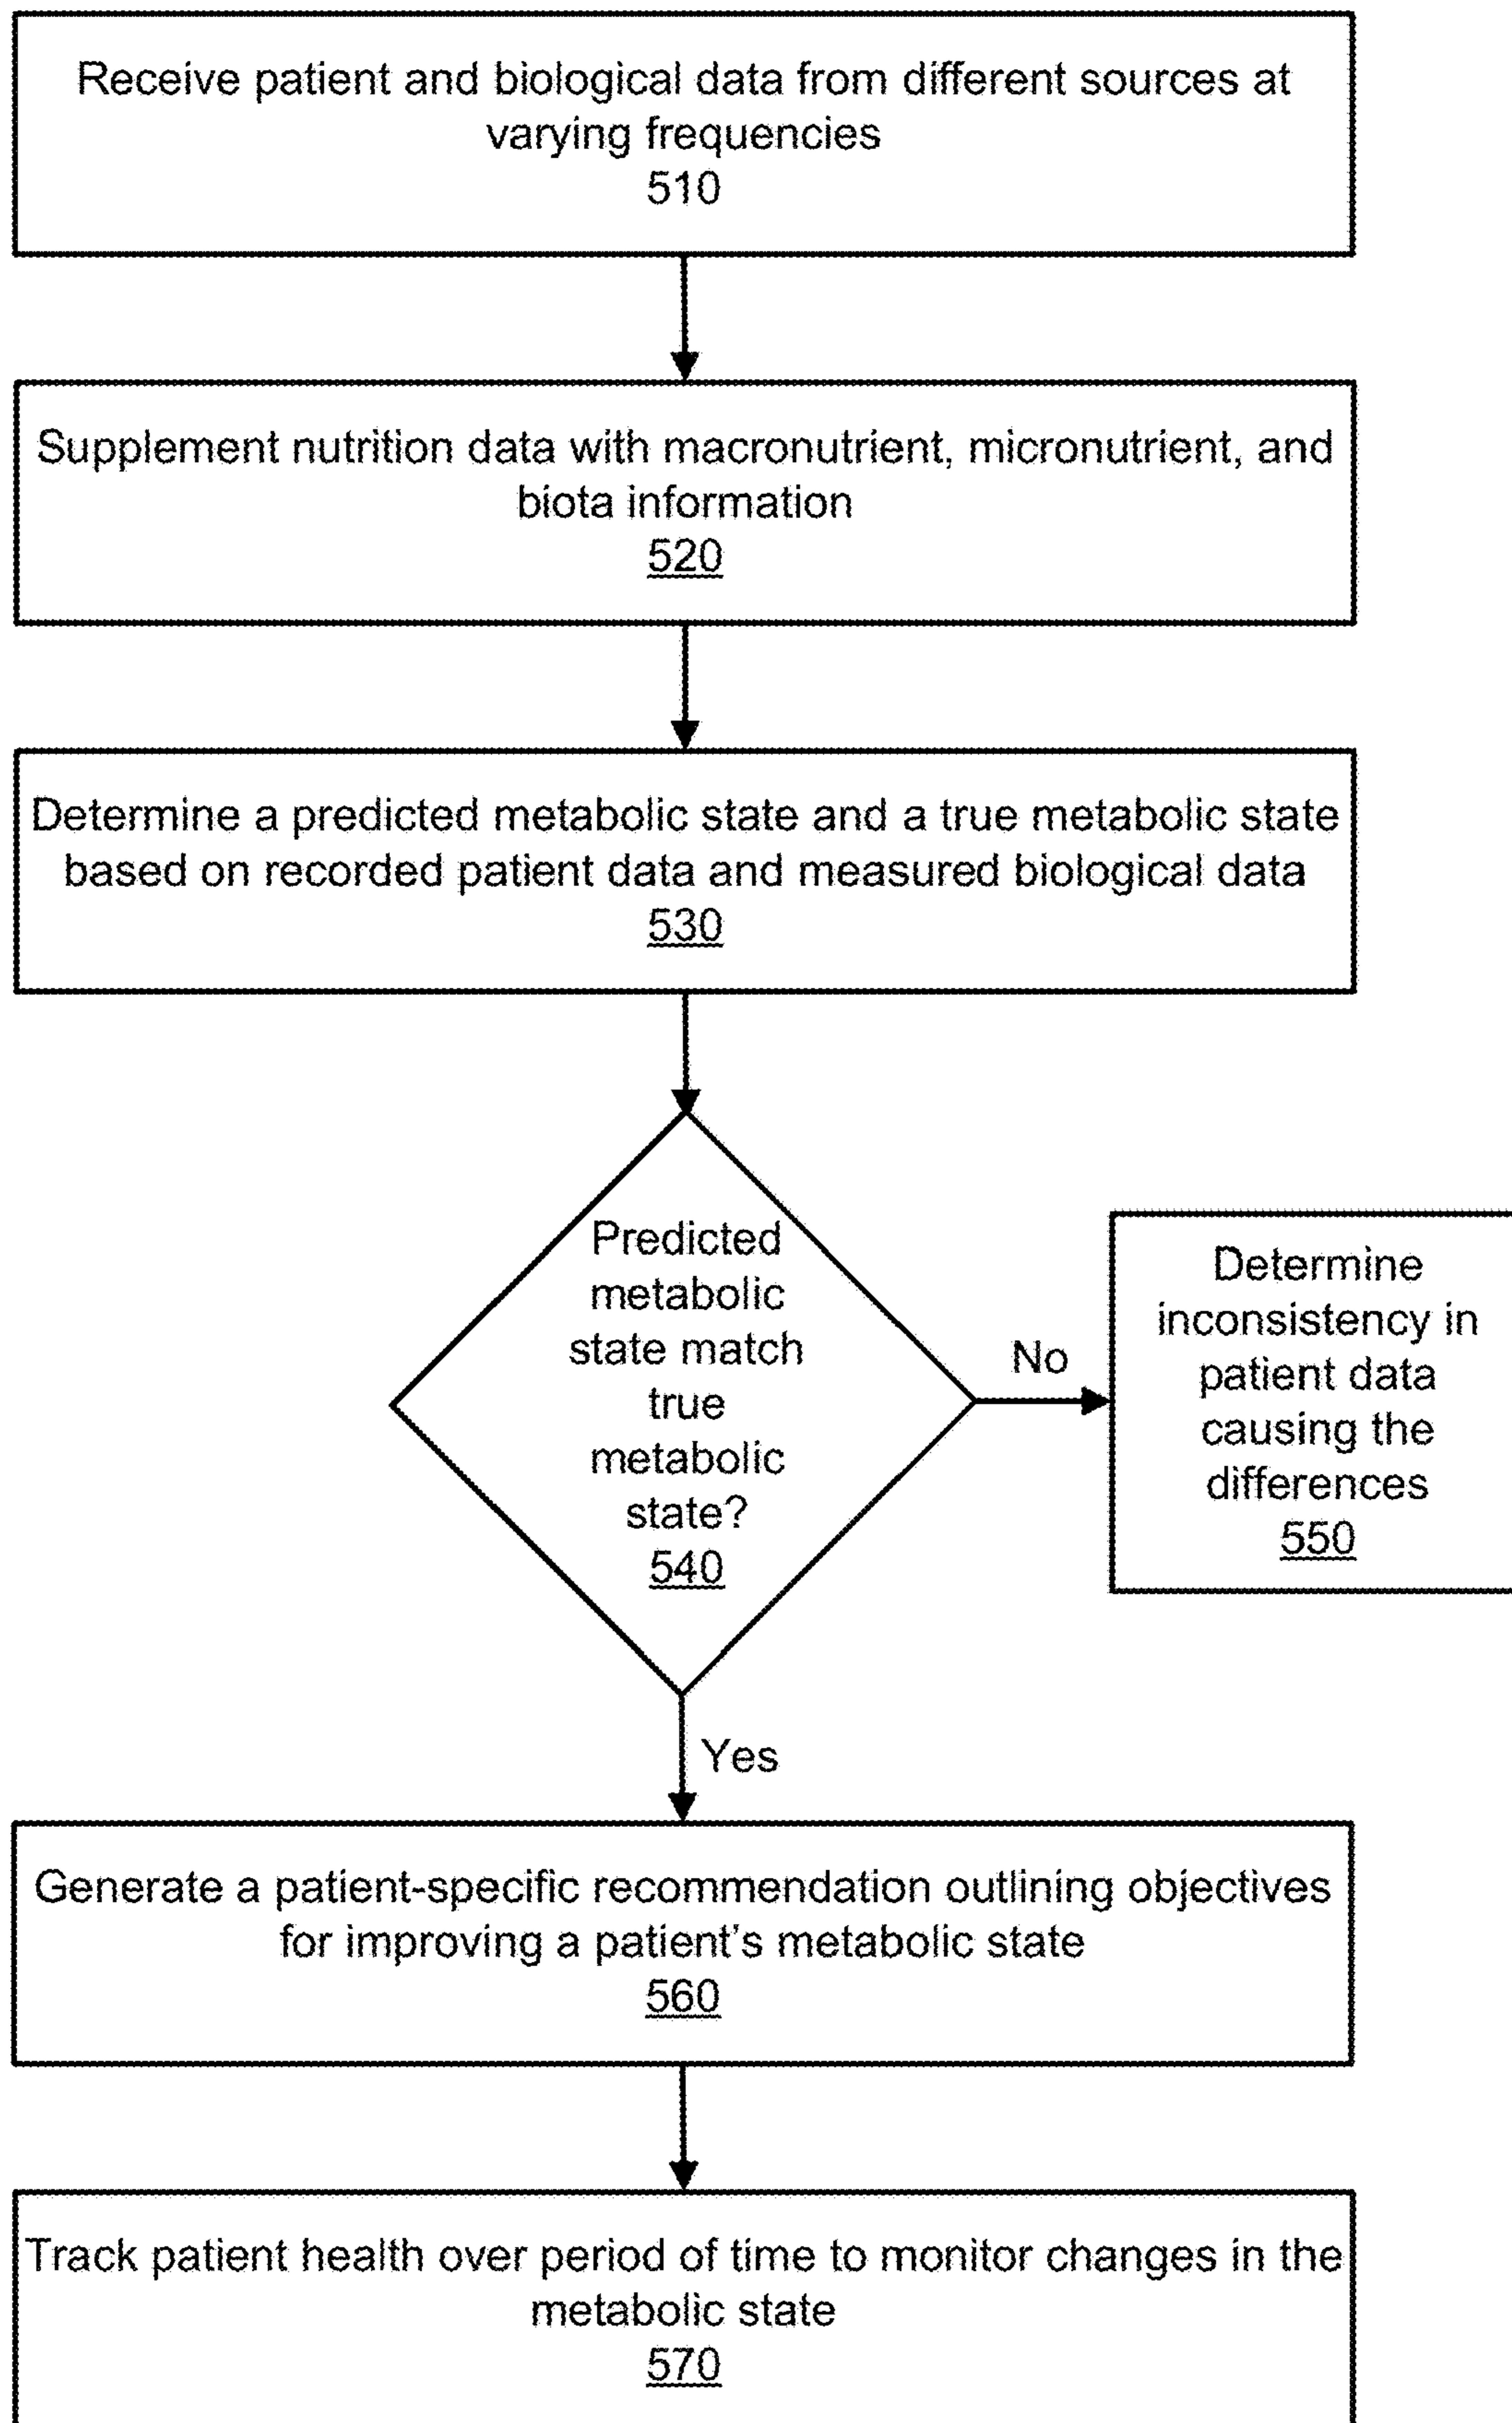 Receive patient and biological data from different sources at
varying frequencies
510
Supplement nutrition data with macronutrient, micronutrient, and
biota information
520
Determine a predicted metabolic state and a true metabolic state
based on recorded patient data and measured biological data
530
Predicted
metabolic
state match
true
metabolic
state?
540
No
Determine
inconsistency in
patient data
causing the
differences
550
Yes
Generate a patient-specific recommendation outlining objectives
for improving a patient's metabolic state
560
Track patient health over period of time to monitor changes in the
metabolic state
570